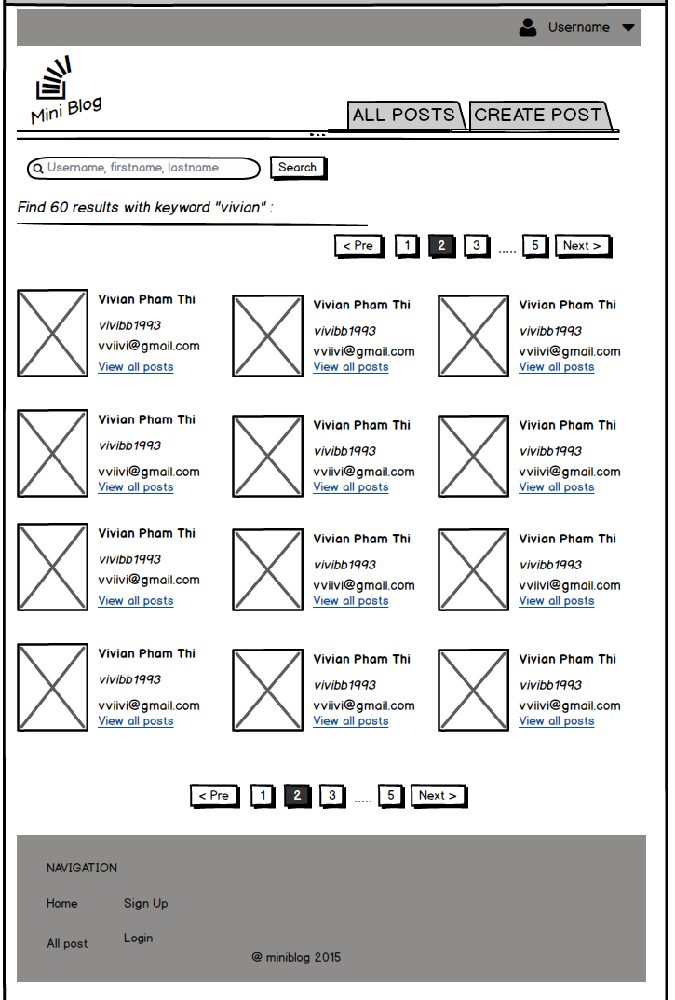 Username
Mini Blog
ALL POSTS CREATE POST
Username, firstname, lastname Search
Find 60 results with keyword "vivian" :
< Pre 1 2 3 ..... 5 Next >
Vivian Pham Thi
vivibb1993
vviivi@gmail.com
View all posts
Vivian Pham Thi
vivibb1993
vviivi@gmail.com
View all posts
Vivian Pham Thi
vivibb1993
vviivi@gmail.com
View all posts
Vivian Pham Thi
vivibb1993
vviivi@gmail.com
View all posts
Vivian Pham Thi
vivibb1993
vviivi@gmail.com
View all posts
Vivian Pham Thi
vivibb1993
vviivi@gmail.com
View all posts
Vivian Pham Thi
vivibb1993
vviivi@gmail.com
View all posts
Vivian Pham Thi
vivibb1993
vviivi@gmail.com
View all posts
Vivian Pham Thi
vivibb1993
vviivi@gmail.com
View all posts
Vivian Pham Thi
vivibb1993
vviivi@gmail.com
View all posts
Vivian Pham Thi
vivibb1993
vviivi@gmail.com
View all posts
Vivian Pham Thi
vivibb1993
vviivi@gmail.com
View all posts
< Pre 1 2 3 ..... 5 Next >
NAVIGATION
Home Sign Up
All post Login
@ miniblog 2015